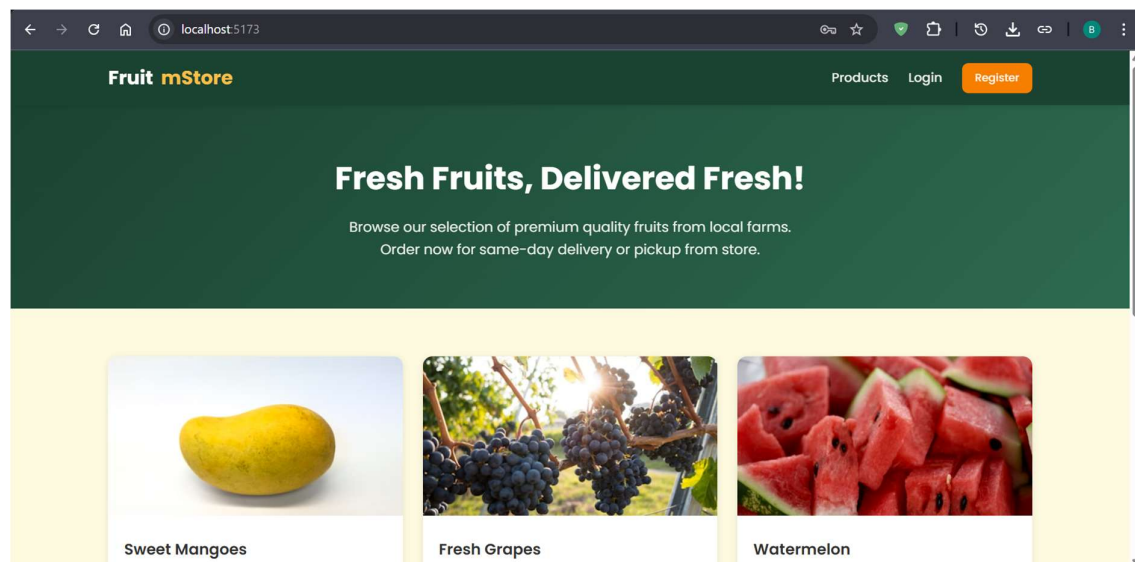 localhost:5173
B
Fruit mStore
Products Login Register
Fresh Fruits, Delivered Fresh!
Browse our selection of premium quality fruits from local farms.
Order now for same-day delivery or pickup from store.
Sweet Mangoes
Fresh Grapes
Watermelon